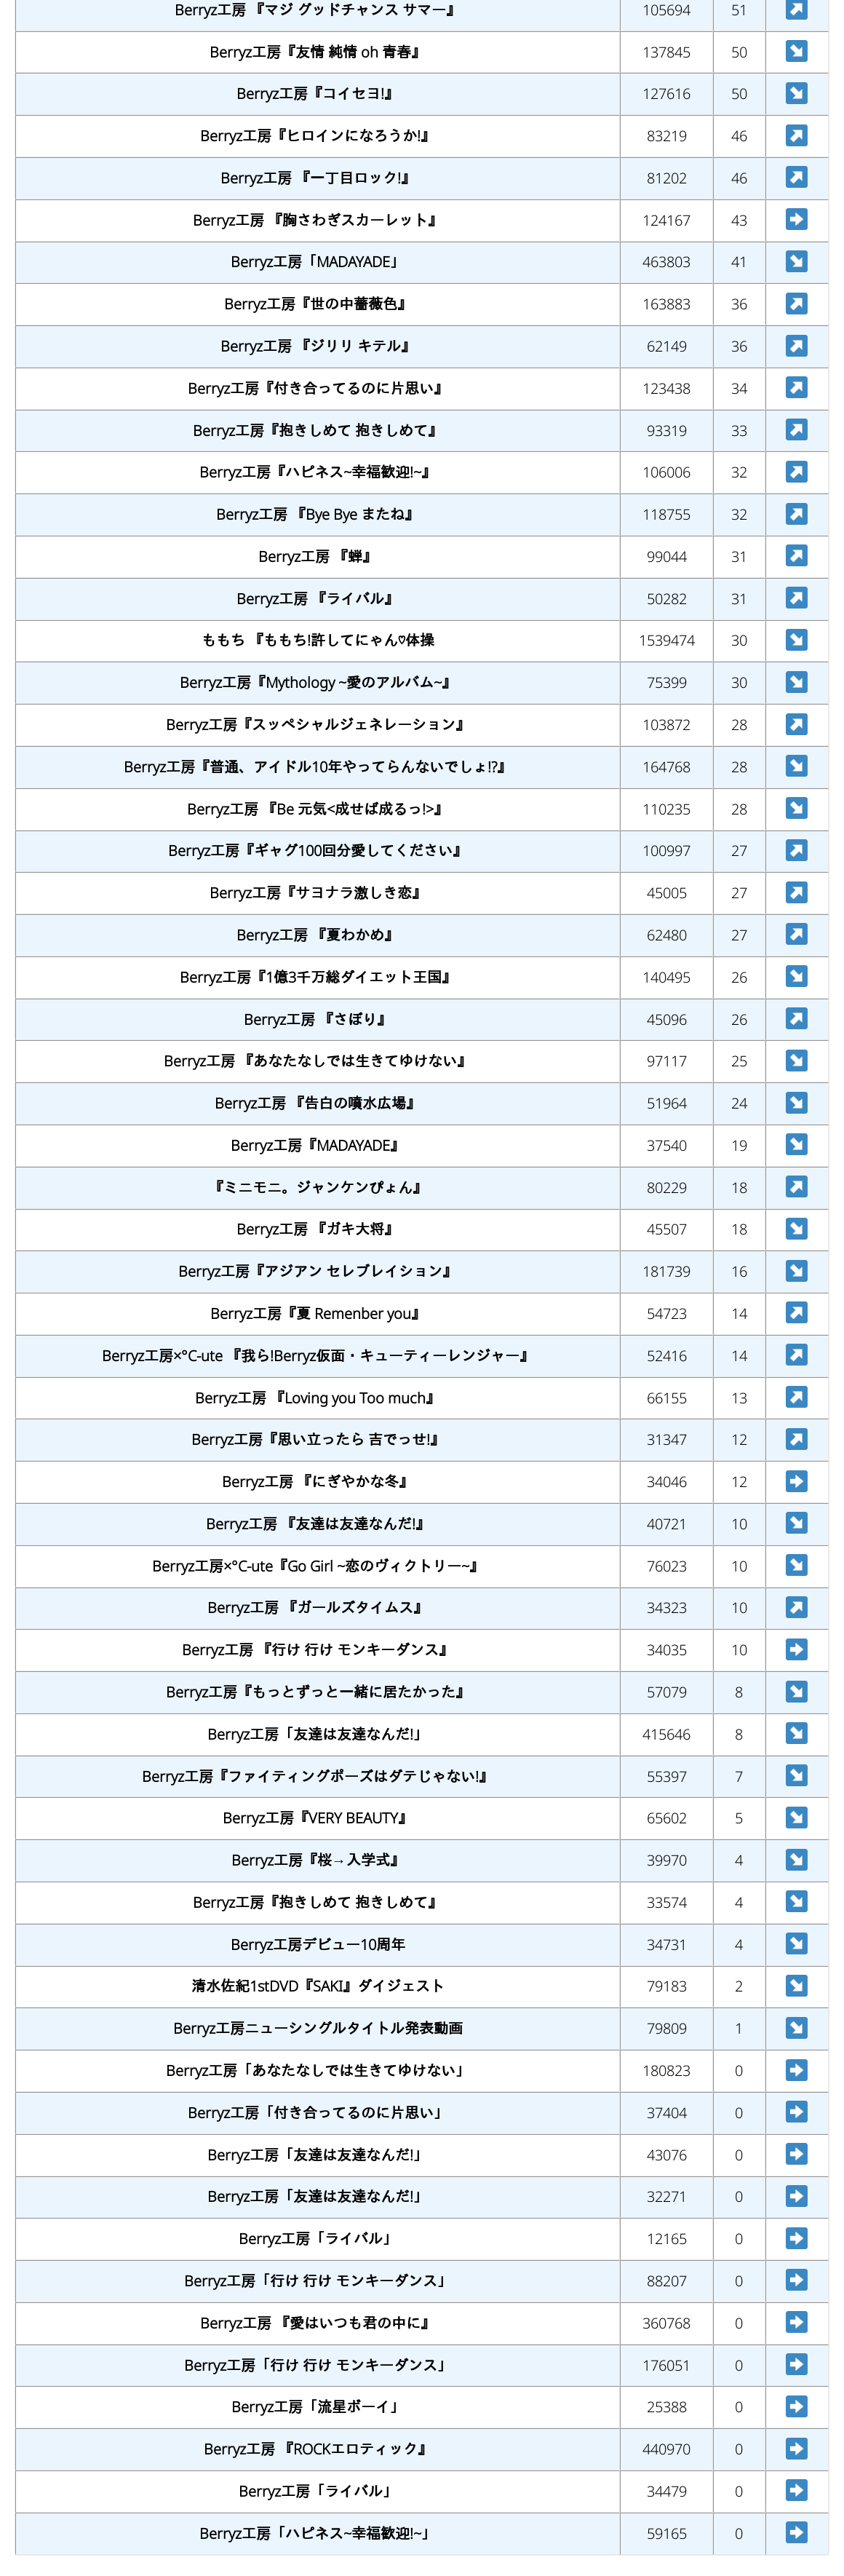 Berryz工房 『マジ グッドチャンス サマー』 105694 51 ↗
Berryz工房『友情 純情 oh 青春』 137845 50 ↘
Berryz工房『コイセヨ!』 127616 50 ↘
Berryz工房『ヒロインになろうか!』 83219 46 ↗
Berryz工房 『一丁目ロック!』 81202 46 ↗
Berryz工房 『胸さわぎスカーレット』 124167 43 →
Berryz工房「MADAYADE」 463803 41 ↘
Berryz工房『世の中薔薇色』 163883 36 ↗
Berryz工房 『ジリリ キテル』 62149 36 ↗
Berryz工房『付き合ってるのに片思い』 123438 34 ↗
Berryz工房『抱きしめて 抱きしめて』 93319 33 ↗
Berryz工房『ハピネス~幸福歓迎!~』 106006 32 ↗
Berryz工房 『Bye Bye またね』 118755 32 ↗
Berryz工房 『蝉』 99044 31 ↗
Berryz工房 『ライバル』 50282 31 ↗
ももち 『ももち!許してにゃん♡体操 1539474 30 ↘
Berryz工房『Mythology ~愛のアルバム~』 75399 30 ↘
Berryz工房『スッペシャルジェネレーション』 103872 28 ↗
Berryz工房『普通、アイドル10年やってらんないでしょ!?』 164768 28 ↘
Berryz工房 『Be 元気<成せば成るっ!>』 110235 28 ↘
Berryz工房『ギャグ100回分愛してください』 100997 27 ↗
Berryz工房『サヨナラ激しき恋』 45005 27 ↗
Berryz工房 『夏わかめ』 62480 27 ↗
Berryz工房『1億3千万総ダイエット王国』 140495 26 ↘
Berryz工房 『さぼり』 45096 26 ↗
Berryz工房 『あなたなしでは生きてゆけない』 97117 25 ↘
Berryz工房 『告白の噴水広場』 51964 24 ↘
Berryz工房『MADAYADE』 37540 19 ↘
『ミニモニ。ジャンケンぴょん』 80229 18 ↗
Berryz工房 『ガキ大将』 45507 18 ↘
Berryz工房『アジアン セレブレイション』 181739 16 ↘
Berryz工房『夏 Remenber you』 54723 14 ↗
Berryz工房×°C-ute 『我ら!Berryz仮面・キューティーレンジャー』 52416 14 ↗
Berryz工房 『Loving you Too much』 66155 13 ↗
Berryz工房『思い立ったら 吉でっせ!』 31347 12 ↗
Berryz工房 『にぎやかな冬』 34046 12 →
Berryz工房 『友達は友達なんだ!』 40721 10 ↘
Berryz工房×°C-ute『Go Girl ~恋のヴィクトリー~』 76023 10 ↘
Berryz工房 『ガールズタイムス』 34323 10 ↗
Berryz工房 『行け 行け モンキーダンス』 34035 10 →
Berryz工房『もっとずっと一緒に居たかった』 57079 8 ↘
Berryz工房「友達は友達なんだ!」 415646 8 ↘
Berryz工房『ファイティングポーズはダテじゃない!』 55397 7 ↘
Berryz工房『VERY BEAUTY』 65602 5 ↘
Berryz工房『桜→入学式』 39970 4 ↘
Berryz工房『抱きしめて 抱きしめて』 33574 4 ↘
Berryz工房デビュー10周年 34731 4 ↘
清水佐紀1stDVD『SAKI』ダイジェスト 79183 2 ↘
Berryz工房ニューシングルタイトル発表動画 79809 1 ↘
Berryz工房「あなたなしでは生きてゆけない」 180823 0 →
Berryz工房「付き合ってるのに片思い」 37404 0 →
Berryz工房「友達は友達なんだ!」 43076 0 →
Berryz工房「友達は友達なんだ!」 32271 0 →
Berryz工房「ライバル」 12165 0 →
Berryz工房「行け 行け モンキーダンス」 88207 0 →
Berryz工房 『愛はいつも君の中に』 360768 0 →
Berryz工房「行け 行け モンキーダンス」 176051 0 →
Berryz工房「流星ボーイ」 25388 0 →
Berryz工房 『ROCKエロティック』 440970 0 →
Berryz工房「ライバル」 34479 0 →
Berryz工房「ハピネス~幸福歓迎!~」 59165 0 →